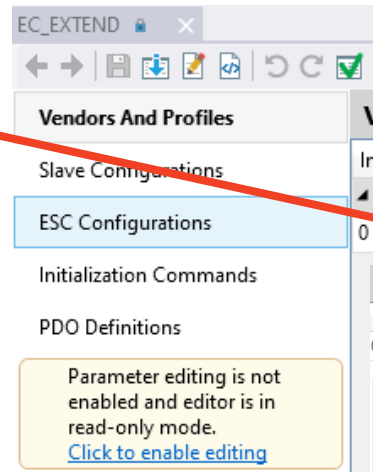 EC_EXTEND
Vendors And Profiles
Slave Configurations
ESC Configurations
0
Initialization Commands
PDO Definitions
Parameter editing is not
enabled and editor is in
read-only mode.
Click to enable editing